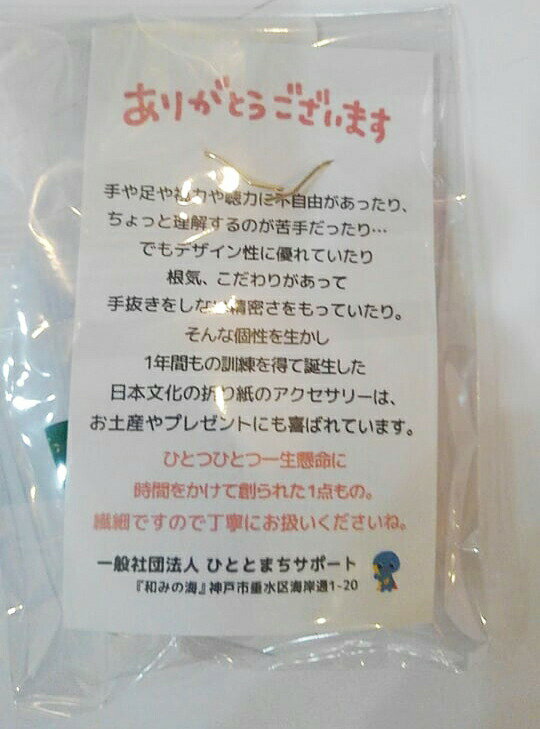 ありがとうございます
手や足や視力や聴力に不自由があったり、
ちょっと理解するのが苦手だったり…
でもデザイン性に優れていたり
根気、こだわりがあって
手抜きをしない精密さをもっていたり。
そんな個性を生かし
1年間もの訓練を得て誕生した
日本文化の折り紙のアクセサリーは、
お土産やプレゼントにも喜ばれています。
ひとつひとつ一生懸命に
時間をかけて創られた1点もの。
繊細ですので丁寧にお扱いくださいね。
一般社団法人 ひととまちサポート
『和みの海』神戸市垂水区海岸通1-20